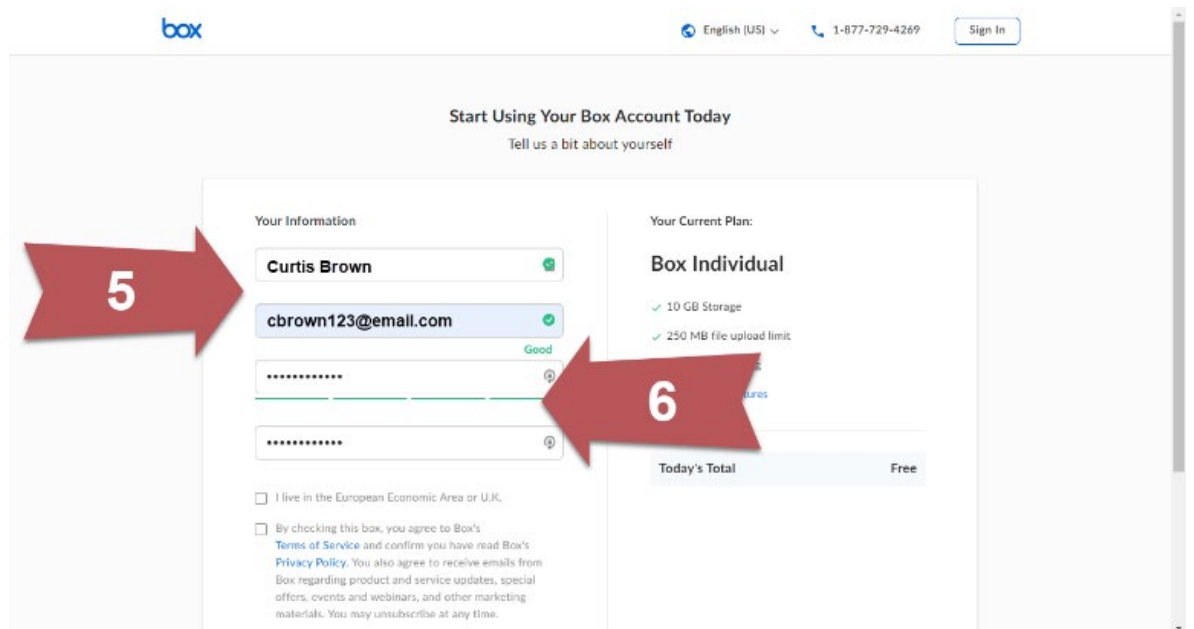 box
English (US)
1-877-729-4269
Sign In
Start Using Your Box Account Today
Tell us a bit about yourself
Your Information
Curtis Brown
cbrown123@email.com
Good
••••••••••••
••••••••••••
I live in the European Economic Area or U.K.
By checking this box, you agree to Box's
Terms of Service and confirm you have read Box's
Privacy Policy. You also agree to receive emails from
Box regarding product and service updates, special
offers, events and webinars, and other marketing
materials. You may unsubscribe at any time.
5
6
Your Current Plan:
Box Individual
10 GB Storage
250 MB file upload limit
Today's Total
Free